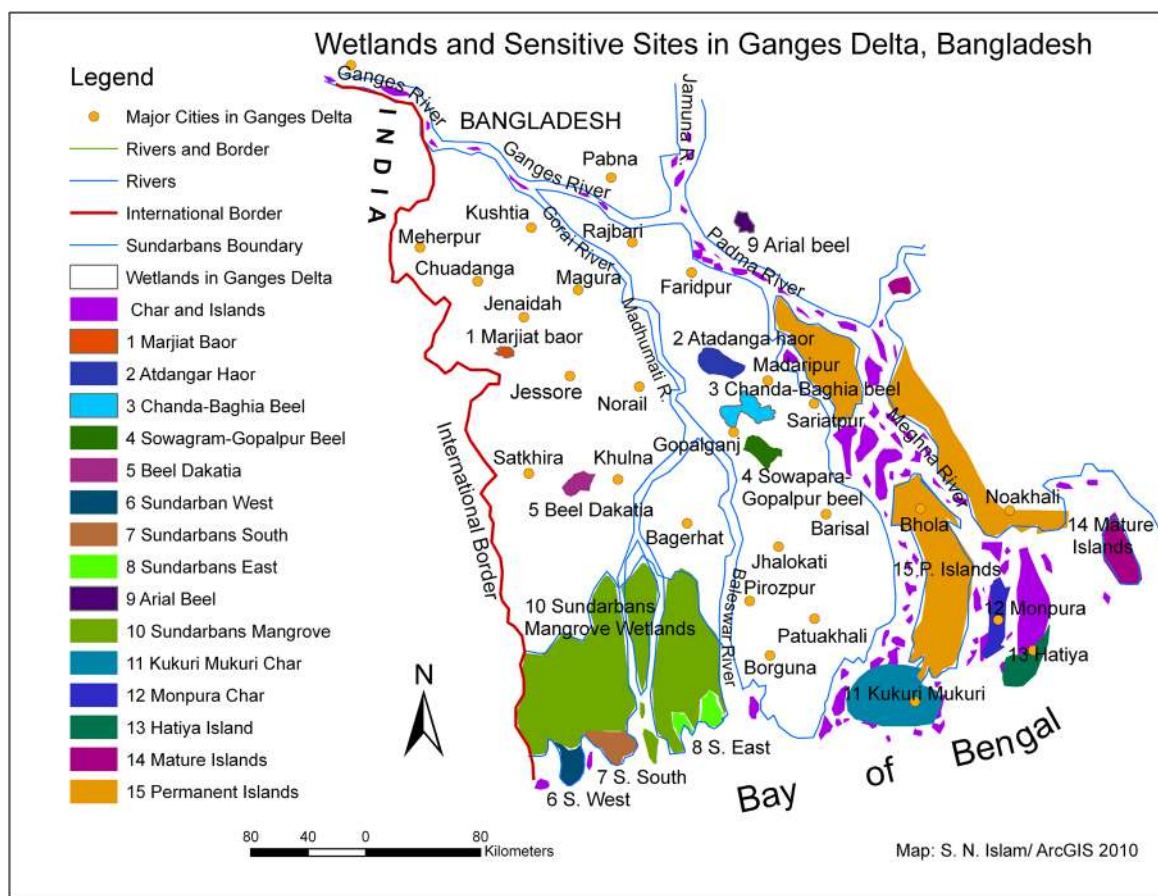 Wetlands and Sensitive Sites in Ganges Delta, Bangladesh
Legend
Major Cities in Ganges Delta
Rivers and Border
Rivers
International Border
Sundarbans Boundary
Wetlands in Ganges Delta
Char and Islands
1 Marjiat Baor
2 Atdangar Haor
3 Chanda-Baghia Beel
4 Sowagram-Gopalpur Beel
5 Beel Dakatia
6 Sundarban West
7 Sundarbans South
8 Sundarbans East
9 Arial Beel
10 Sundarbans Mangrove
11 Kukuri Mukuri Char
12 Monpura Char
13 Hatiya Island
14 Mature Islands
15 Permanent Islands
Ganges River
INDIA
BANGLADESH
Jamuna R.
Pabna
Ganges River
Kushtia
Gorai River
Rajbari
Padma River
9 Arial beel
Meherpur
Chuadanga
Magura
Faridpur
Jenaidah
1 Marjiat baor
Madhumati R.
2 Atadanga haor
Madaripur
Jessore
Norail
3 Chanda-Baghia beel
Sariatpur
Meghna River
International Border
Gopalganj
Satkhira
Khulna
4 Sowapara-
Gopalpur beel
5 Beel Dakatia
Barisal
Bhola
Noakhali
14 Mature
Islands
Bagerhat
Jhalokati
15 P. Islands
Pirozpur
Baleswar River
10 Sundarbans
Mangrove Wetlands
12 Monpura
Patuakhali
Borguna
13 Hatiya
11 Kukuri Mukuri
N
8 S. East
7 S. South
6 S. West
Bay of Bengal
80 40 0 80
Kilometers
Map: S. N. Islam/ ArcGIS 2010